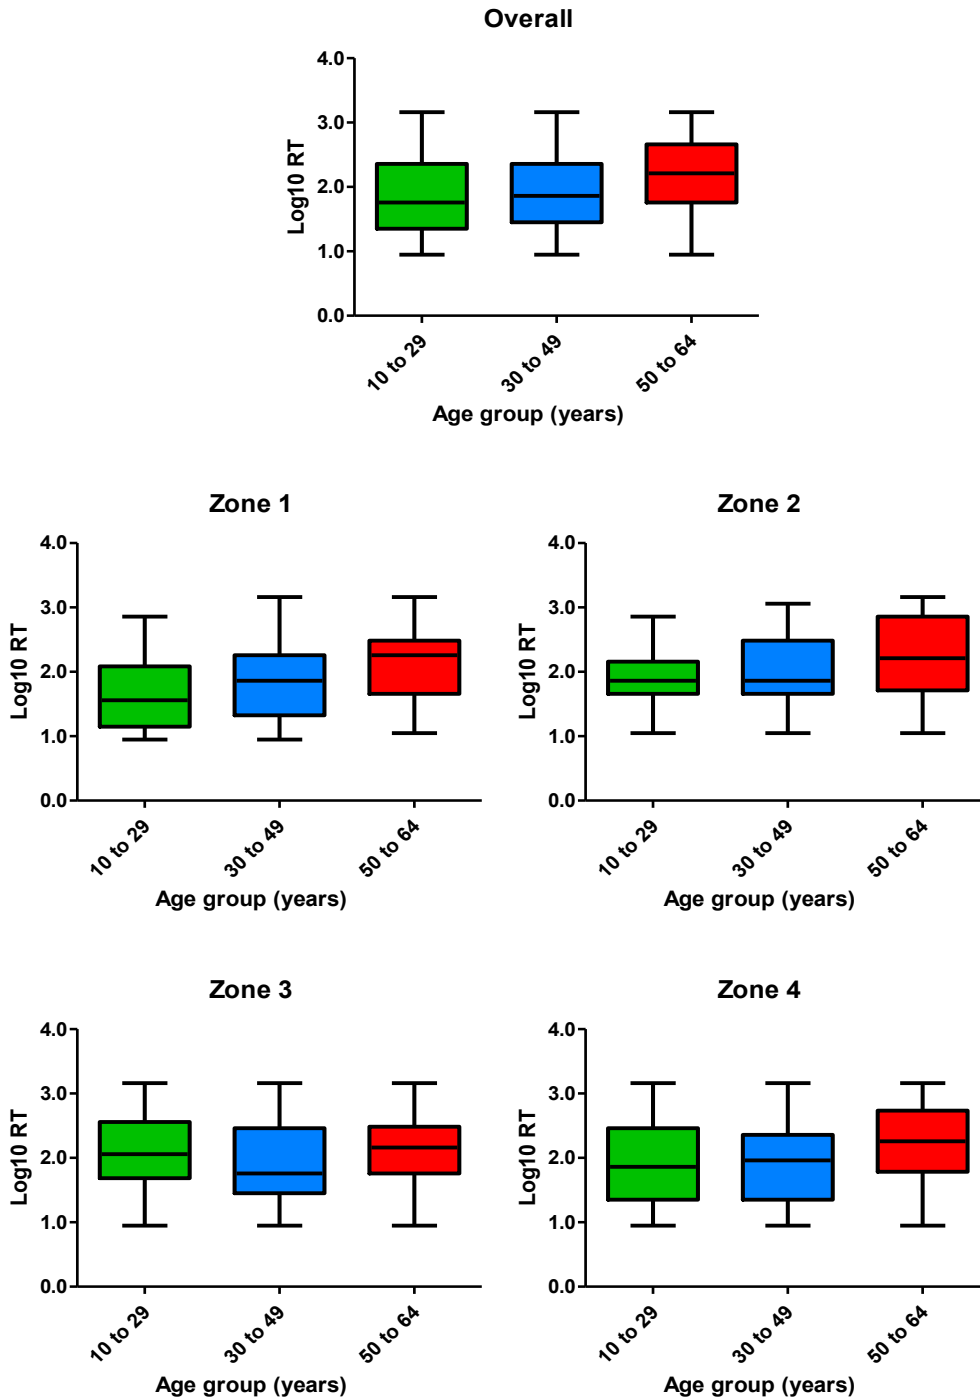 Overall
4.0
3.0
2.0
1.0
0.0
Log10 RT
10 to 29
30 to 49
50 to 64
Age group (years)
Zone 1
4.0
3.0
2.0
1.0
0.0
Log10 RT
10 to 29
30 to 49
50 to 64
Age group (years)
Zone 2
4.0
3.0
2.0
1.0
0.0
Log10 RT
10 to 29
30 to 49
50 to 64
Age group (years)
Zone 3
4.0
3.0
2.0
1.0
0.0
Log10 RT
10 to 29
30 to 49
50 to 64
Age group (years)
Zone 4
4.0
3.0
2.0
1.0
0.0
Log10 RT
10 to 29
30 to 49
50 to 64
Age group (years)